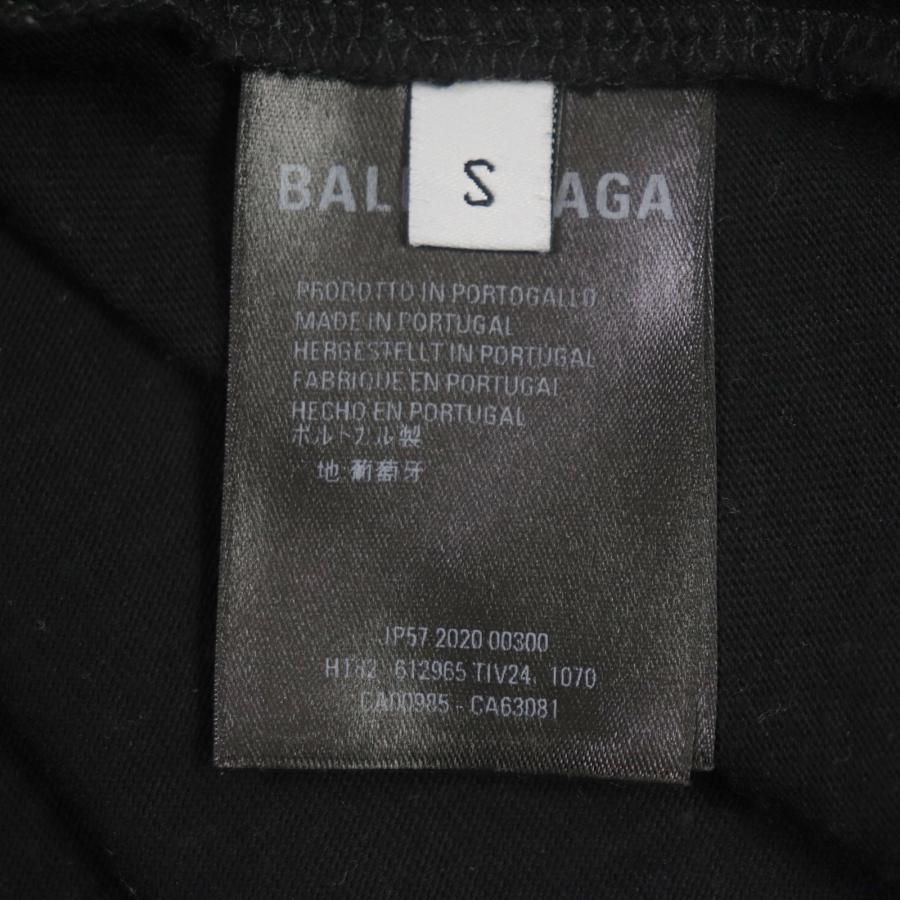 S
BAL AGA
PRODOTTO IN PORTOGALLO
MADE IN PORTUGAL
HERGESTELLT IN PORTUGAL
FABRIQUE EN PORTUGAL
HECHO EN PORTUGAL
ポルトガル製
地:葡萄牙
JP57 2020 00300
612965 TIV24, 1070
CA00985 - CA63081